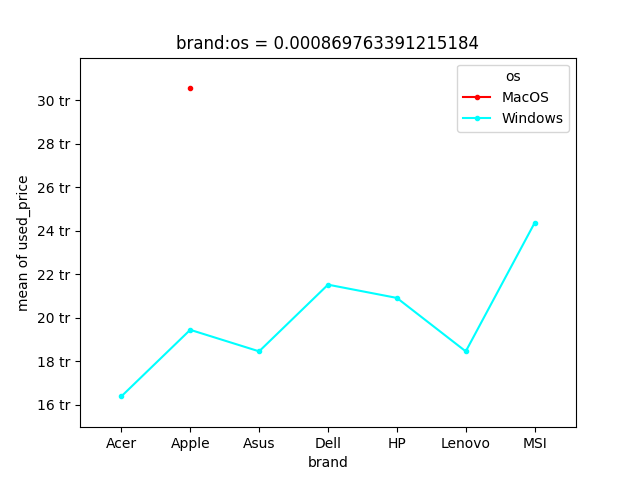 brand:os = 0.000869763391215184
os
MacOS
Windows
30 tr
28 tr
26 tr
24 tr
22 tr
20 tr
18 tr
16 tr
mean of used_price
Acer Apple Asus Dell HP Lenovo MSI
brand